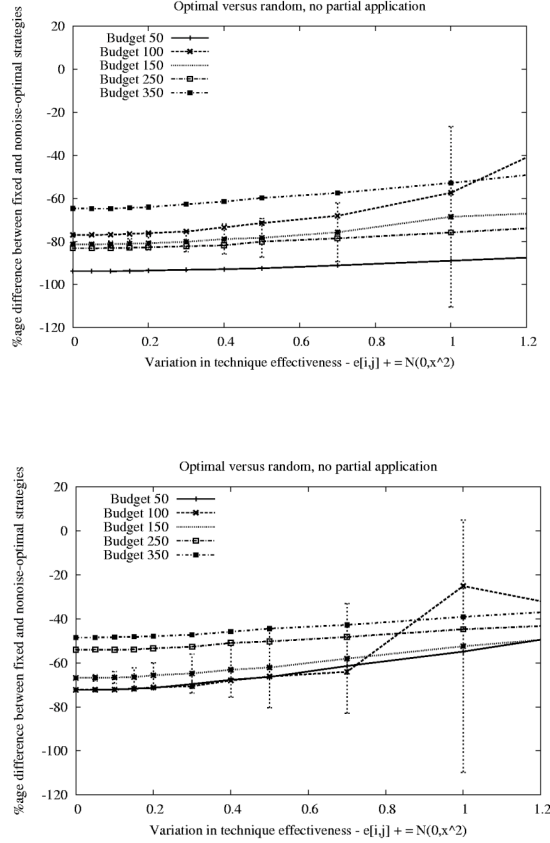 Optimal versus random, no partial application
%age difference between fixed and nonoise-optimal strategies
20
0
-20
-40
-60
-80
-100
-120
Budget 50
Budget 100
Budget 150
Budget 250
Budget 350
0 0.2 0.4 0.6 0.8 1 1.2
Variation in technique effectiveness - e[i,j] + = N(0,x^2)
Optimal versus random, no partial application
%age difference between fixed and nonoise-optimal strategies
20
0
-20
-40
-60
-80
-100
-120
Budget 50
Budget 100
Budget 150
Budget 250
Budget 350
0 0.2 0.4 0.6 0.8 1 1.2
Variation in technique effectiveness - e[i,j] + = N(0,x^2)